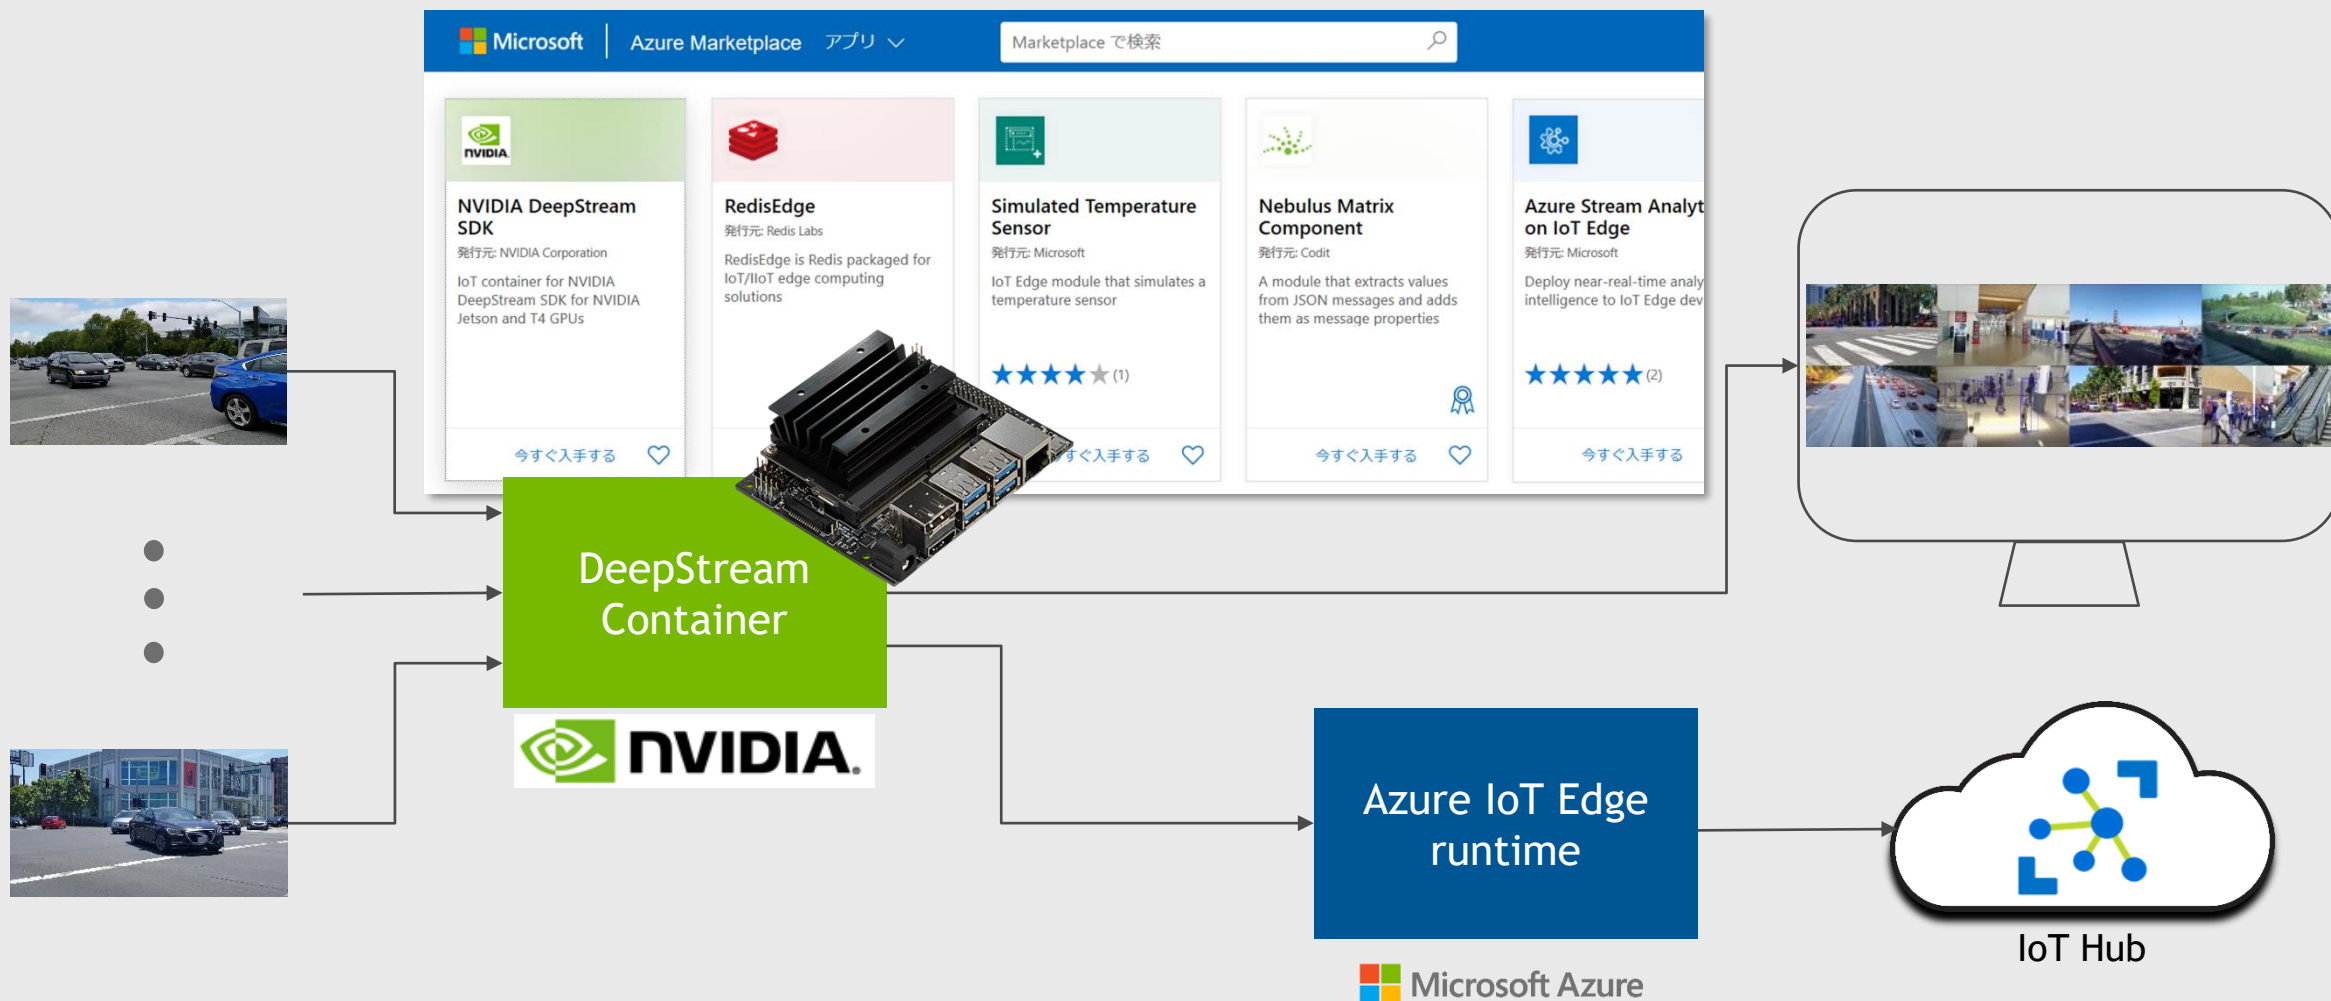 Microsoft
Azure Marketplace アプリ
Marketplace で検索
NVIDIA
NVIDIA DeepStream
SDK
発行元: NVIDIA Corporation
IoT container for NVIDIA
DeepStream SDK for NVIDIA
Jetson and T4 GPUs
今すぐ入手する
RedisEdge
発行元: Redis Labs
RedisEdge is Redis packaged for
IoT/IIoT edge computing
solutions
Simulated Temperature
Sensor
発行元: Microsoft
IoT Edge module that simulates a
temperature sensor
(1)
すぐ入手する
Nebulus Matrix
Component
発行元: Codit
A module that extracts values
from JSON messages and adds
them as message properties
今すぐ入手する
Azure Stream Analyt
on IoT Edge
発行元: Microsoft
Deploy near-real-time analy
intelligence to IoT Edge dev
(2)
今すぐ入手する
DeepStream
Container
NVIDIA.
Azure IoT Edge
runtime
Microsoft Azure
IoT Hub